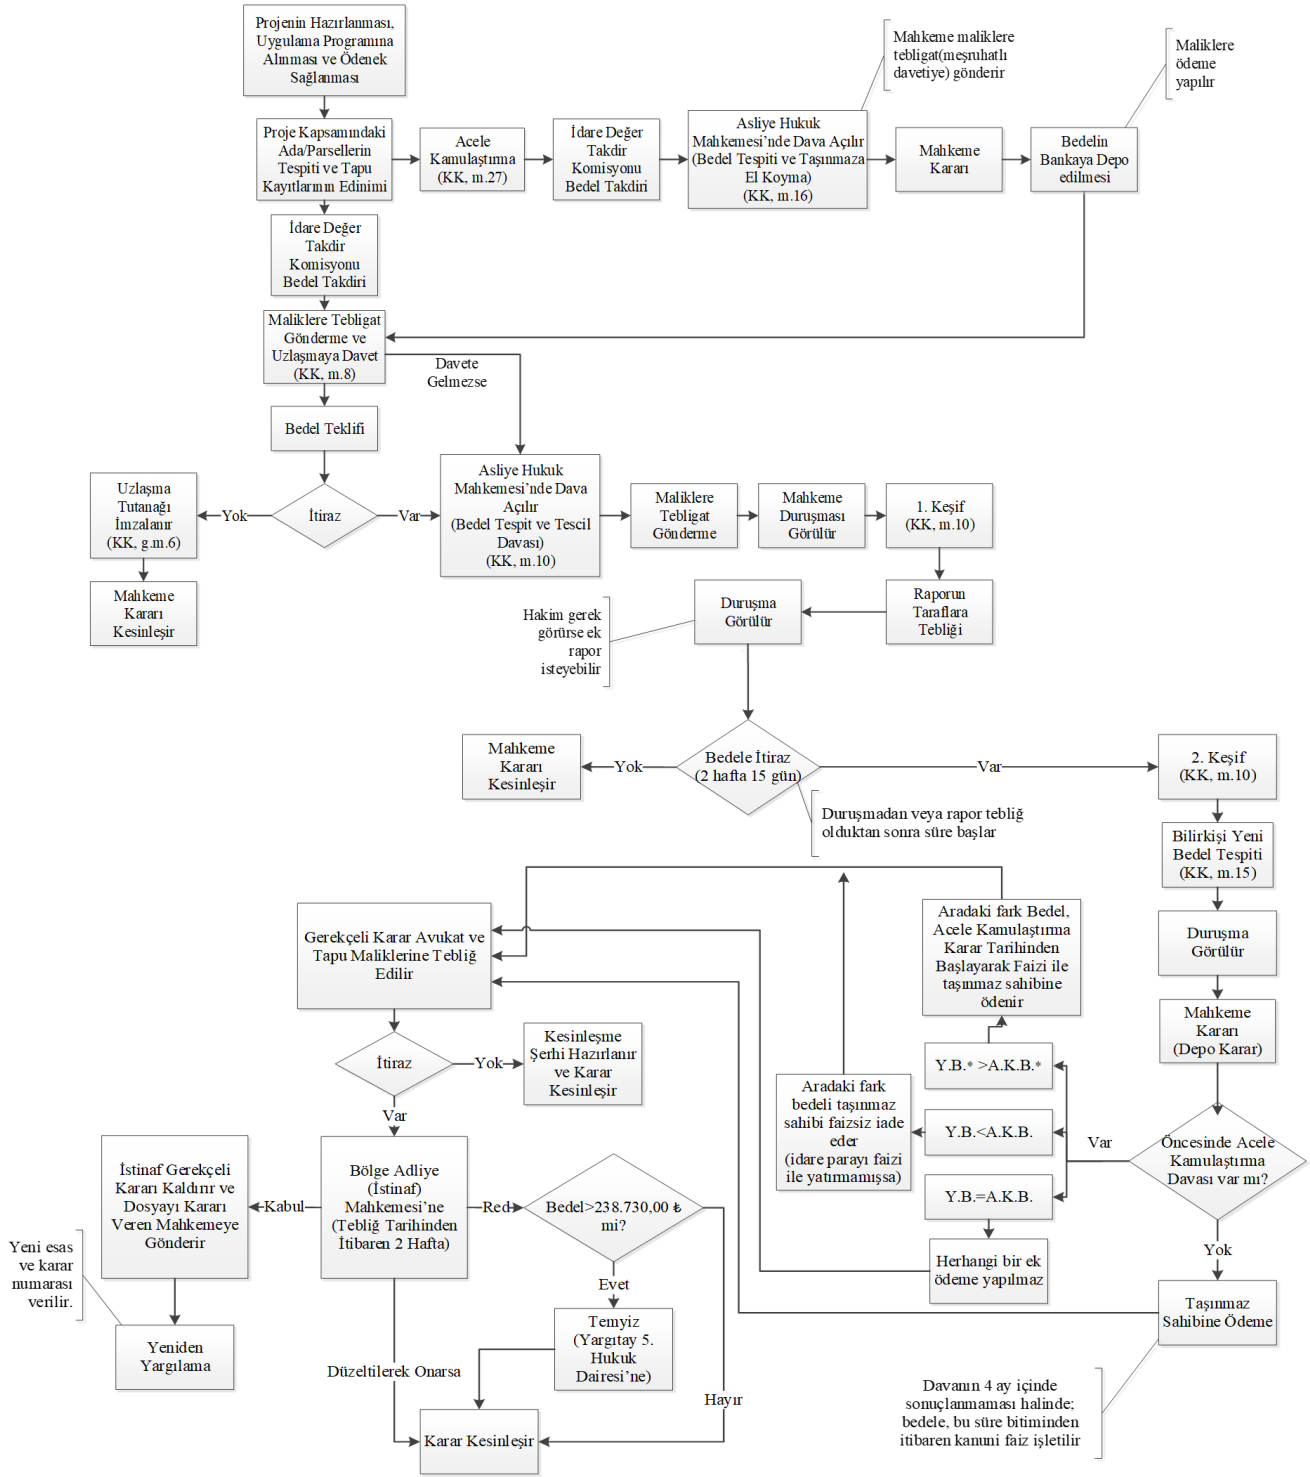 Projenin Hazırlanması,
Uygulama Programına
Alınması ve Ödenek
Sağlanması
Mahkeme maliklere
tebligat(meşruhatlı
davetiye) gönderir
Maliklere
ödeme
yapılır
Proje Kapsamındaki
Ada/Parsellerin
Tespiti ve Tapu
Kayıtlarının Edinimi
Acele
Kamulaştırma
(KK, m.27)
İdare Değer
Takdir
Komisyonu
Bedel Takdiri
Asliye Hukuk
Mahkemesi'nde Dava Açılır
(Bedel Tespiti ve Taşınmaza
El Koyma)
(KK, m.16)
Mahkeme
Kararı
Bedelin
Bankaya Depo
edilmesi
İdare Değer
Takdir
Komisyonu
Bedel Takdiri
Maliklere Tebligat
Gönderme ve
Uzlaşmaya Davet
(KK, m.8)
Davete
Gelmezse
Bedel Teklifi
Uzlaşma
Tutanağı
İmzalanır
(KK, g.m.6)
Yok
İtiraz
Var
Asliye Hukuk
Mahkemesi'nde Dava
Açılır
(Bedel Tespit ve Tescil
Davası)
(KK, m.10)
Maliklere
Tebligat
Gönderme
Mahkeme
Duruşması
Görülür
1. Keşif
(KK, m.10)
Mahkeme
Kararı
Kesinleşir
Hakim gerek
görürse ek
rapor
isteyebilir
Duruşma
Görülür
Raporun
Taraflara
Tebliği
Mahkeme
Kararı
Kesinleşir
Yok
Bedele İtiraz
(2 hafta 15 gün)
Var
2. Keşif
(KK, m.10)
Duruşmadan veya rapor tebliğ
olduktan sonra süre başlar
Bilirkişi Yeni
Bedel Tespiti
(KK, m.15)
Gerekçeli Karar Avukat ve
Tapu Maliklerine Tebliğ
Edilir
Aradaki fark Bedel,
Acele Kamulaştırma
Karar Tarihinden
Başlayarak Faizi ile
taşınmaz sahibine
ödenir
Duruşma
Görülür
Mahkeme
Kararı
(Depo Karar)
İtiraz
Yok
Kesinleşme
Şerhi Hazırlanır
ve Karar
Kesinleşir
Y.B.* >A.K.B.*
Aradaki fark
bedeli taşınmaz
sahibi faizsiz iade
eder
(idare parayı faizi
ile yatırmamışsa)
Y.B.<A.K.B.
Y.B.=A.K.B.
Var
Öncesinde Acele
Kamulaştırma
Davası var mı?
Var
İstinaf Gerekçeli
Kararı Kaldırır ve
Dosyayı Kararı
Veren Mahkemeye
Gönderir
Kabul
Bölge Adliye
(İstinaf)
Mahkemesi'ne
(Tebliğ Tarihinden
İtibaren 2 Hafta)
Red
Bedel>238.730,00 ₺
mi?
Yok
Herhangi bir ek
ödeme yapılmaz
Yeni esas
ve karar
numarası
verilir.
Evet
Taşınmaz
Sahibine Ödeme
Yeniden
Yargılama
Temyiz
(Yargıtay 5.
Hukuk
Dairesi'ne)
Düzeltilerek Onarsa
Hayır
Davanın 4 ay içinde
sonuçlanmaması halinde;
bedele, bu süre bitiminden
itibaren kanuni faiz işletilir
Karar Kesinleşir